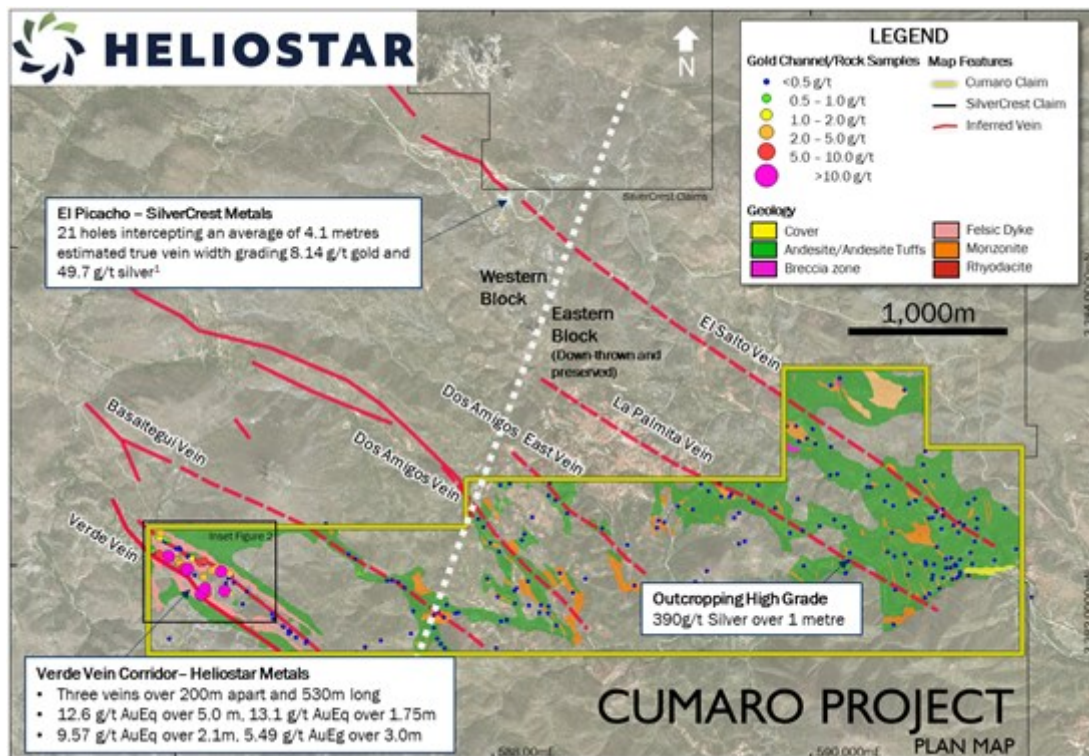 HELIOSTAR
N
LEGEND
Gold Channel/Rock Samples
<0.5 g/t
0.5 – 1.0 g/t
1.0 – 2.0 g/t
2.0 – 5.0 g/t
5.0 – 10.0 g/t
>10.0 g/t
Map Features
Cumaro Claim
SilverCrest Claim
Inferred Vein
Geology
Cover
Andesite/Andesite Tuffs
Breccia zone
Felsic Dyke
Monzonite
Rhyodacite
1,000m
SilverCrest Claims
El Picacho – SilverCrest Metals
21 holes intercepting an average of 4.1 metres
estimated true vein width grading 8.14 g/t gold and
49.7 g/t silver¹
Western
Block
Eastern
Block
(Down-thrown and
preserved)
El Salto Vein
La Palmita Vein
Dos Amigos East Vein
Dos Amigos Vein
Basaitegui Vein
Verde Vein
Inset Figure 2
Outcropping High Grade
390g/t Silver over 1 metre
Verde Vein Corridor– Heliostar Metals
• Three veins over 200m apart and 530m long
• 12.6 g/t AuEq over 5.0 m, 13.1 g/t AuEq over 1.75m
• 9.57 g/t AuEq over 2.1m, 5.49 g/t AuEg over 3.0m
CUMARO PROJECT
PLAN MAP